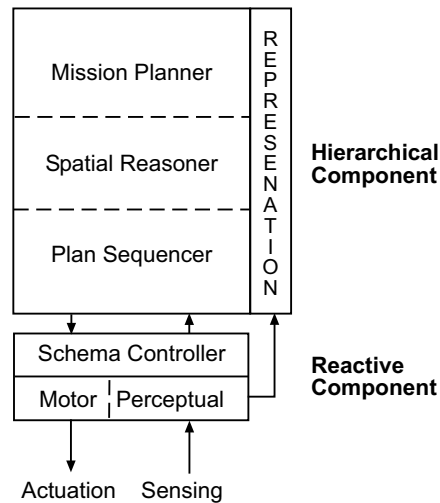 Mission Planner
Spatial Reasoner
Plan Sequencer
REPRESENATION
Hierarchical
Component
Schema Controller
Motor
Perceptual
Reactive
Component
Actuation
Sensing